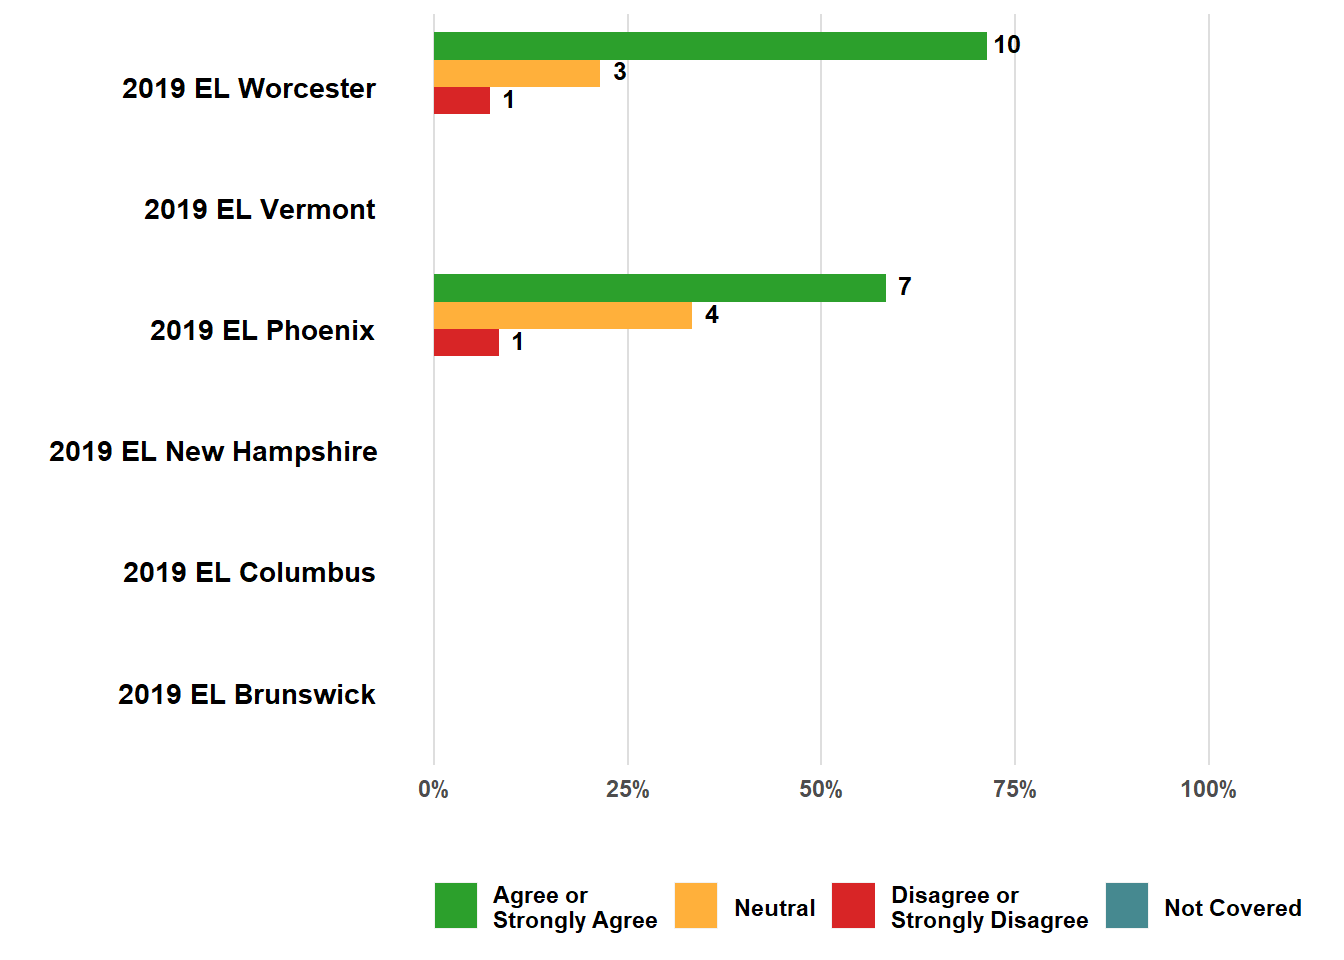 10
3
2019 EL Worcester
1
2019 EL Vermont
7
4
2019 EL Phoenix
1
2019 EL New Hampshire
2019 EL Columbus
2019 EL Brunswick
0% 25% 50% 75% 100%
Agree or
Strongly Agree
Neutral
Disagree or
Strongly Disagree
Not Covered